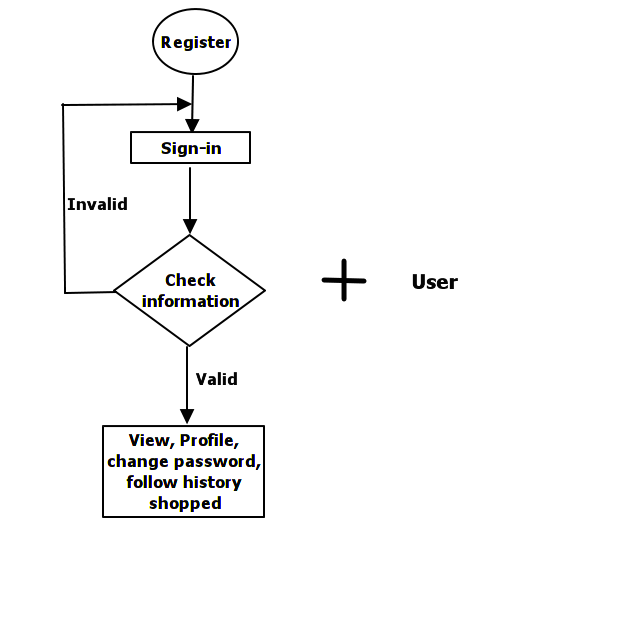 Register
Sign-in
Invalid
Check
information
User
Valid
View, Profile,
change password,
follow history
shopped